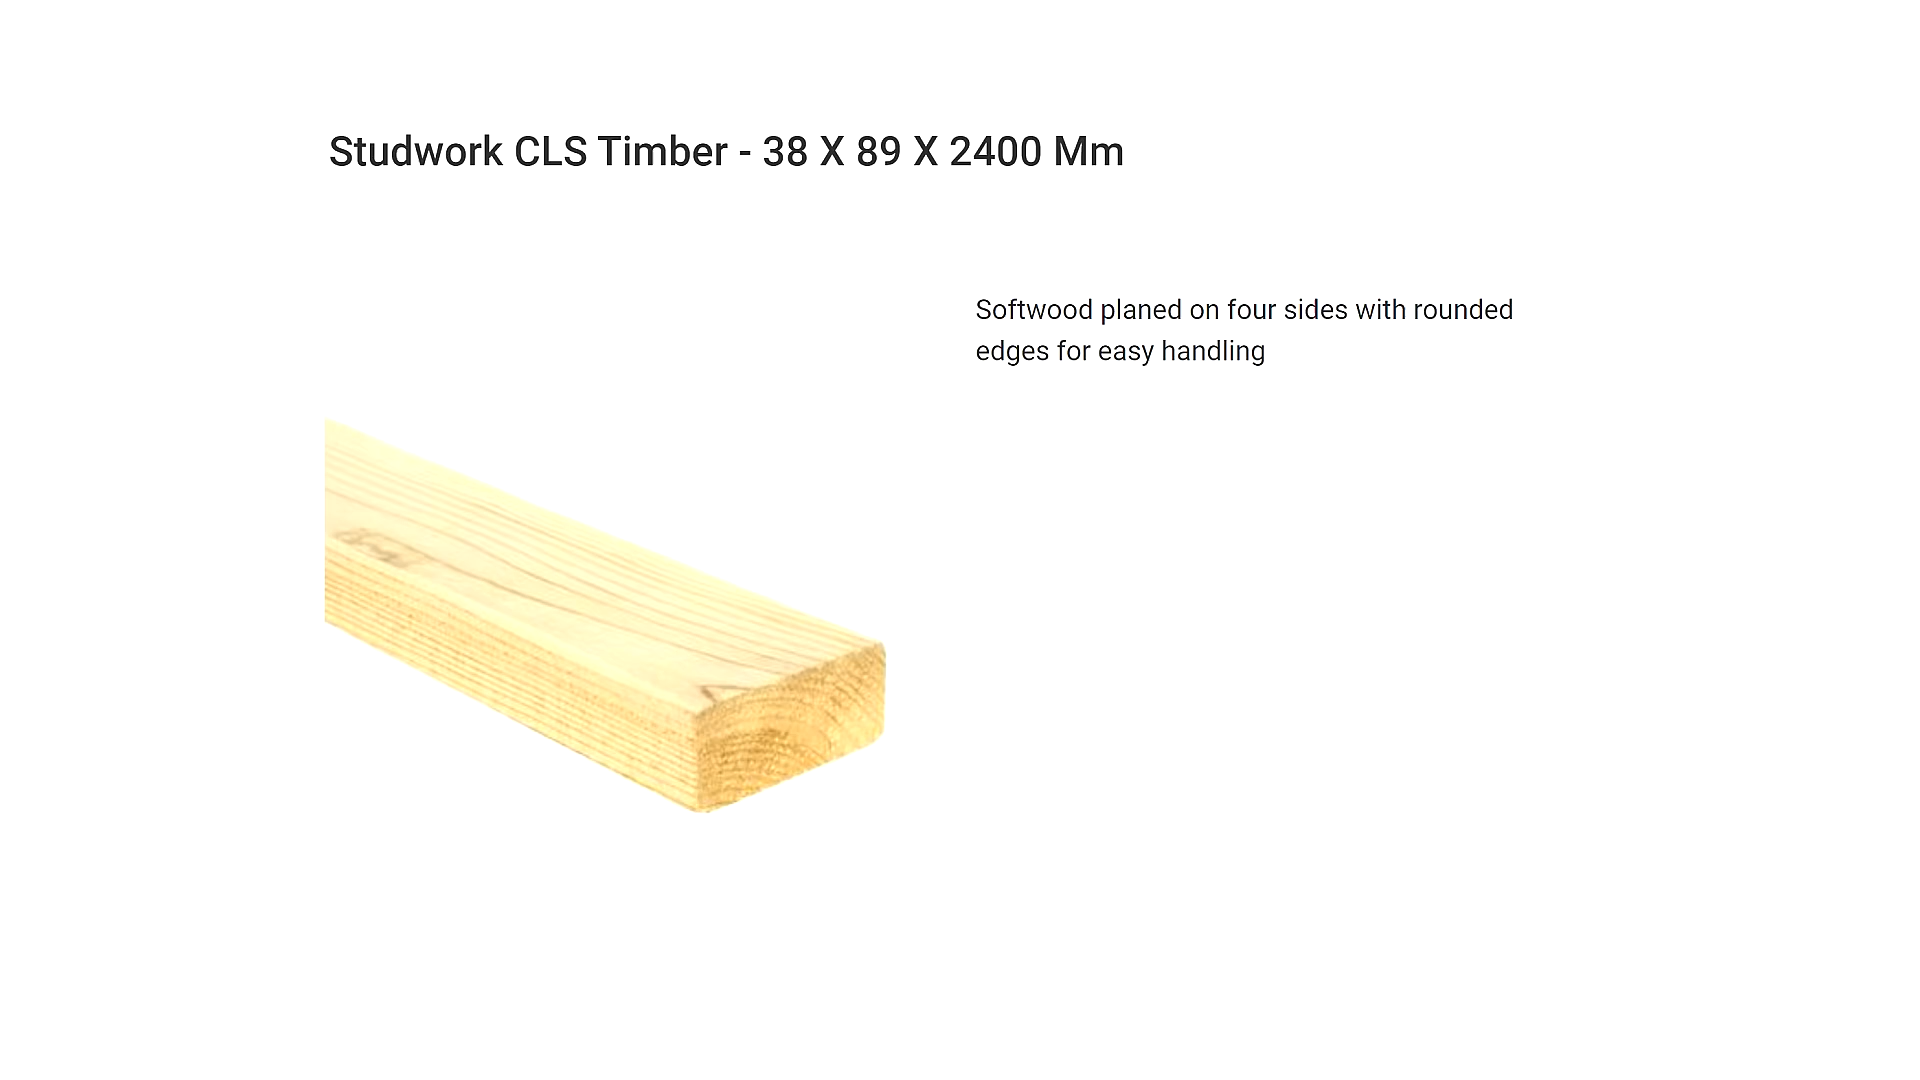 Studwork CLS Timber - 38 X 89 X 2400 Mm
Softwood planed on four sides with rounded
edges for easy handling